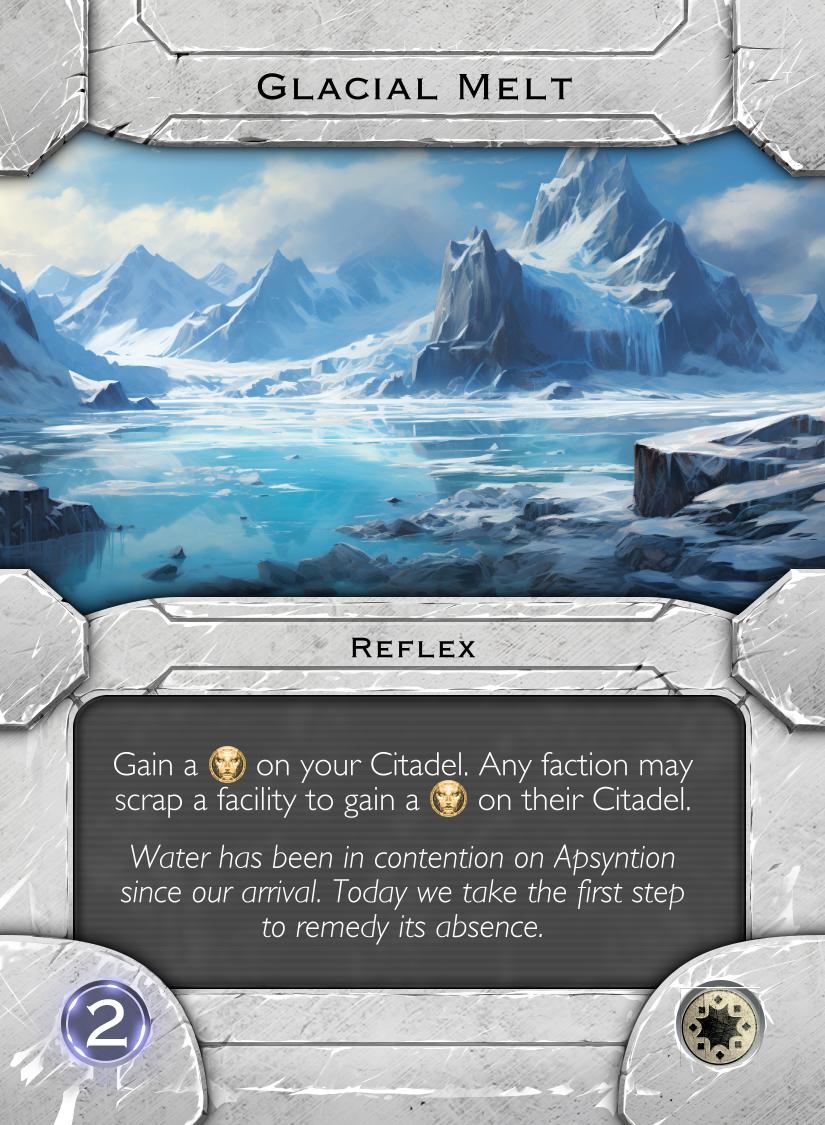 Glacial Melt
Reflex
Gain a on your Citadel. Any faction may
scrap a facility to gain a on their Citadel.
Water has been in contention on Apsyntion
since our arrival. Today we take the first step
to remedy its absence.
2